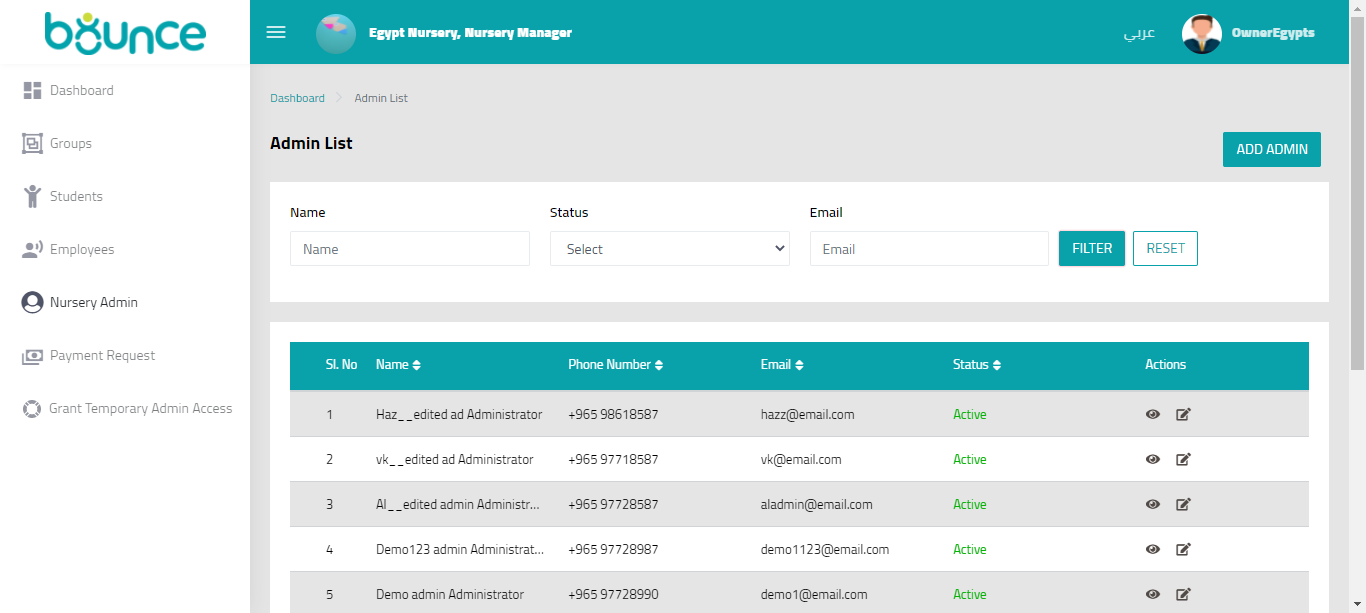 bounce
Egypt Nursery, Nursery Manager
عربي
OwnerEgypts
Dashboard
Groups
Students
Employees
Nursery Admin
Payment Request
Grant Temporary Admin Access
Dashboard > Admin List
Admin List
ADD ADMIN
Name Status Email
Name Select Email FILTER RESET
Sl. No Name Phone Number Email Status Actions
1 Haz__edited ad Administrator +965 98618587 hazz@email.com Active
2 vk__edited ad Administrator +965 97718587 vk@email.com Active
3 Al__edited admin Administr... +965 97728587 aladmin@email.com Active
4 Demo123 admin Administrat... +965 97728987 demo1123@email.com Active
5 Demo admin Administrator +965 97728990 demo1@email.com Active